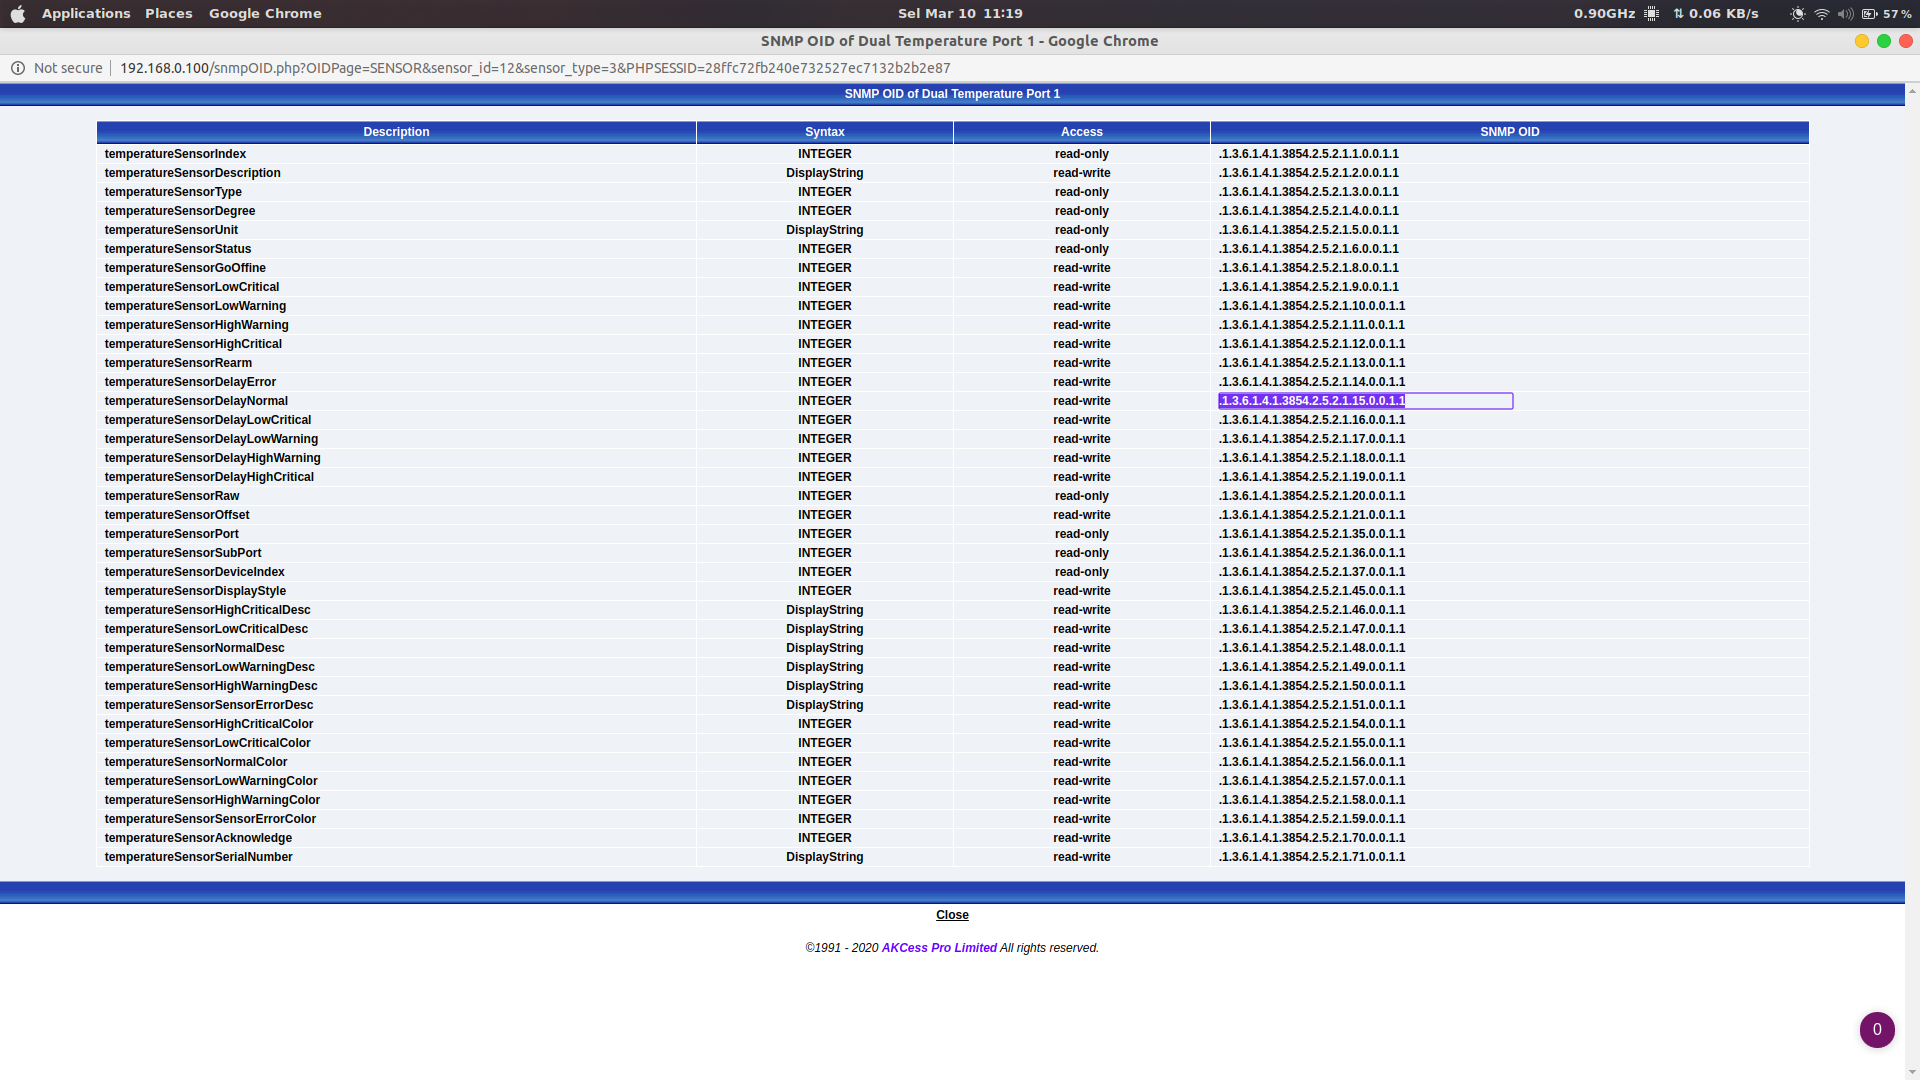 Applications Places Google Chrome Sel Mar 10 11:19 0.90GHz 0.06 KB/s 57 %
SNMP OID of Dual Temperature Port 1 - Google Chrome
Not secure 192.168.0.100/snmpOID.php?OIDPage=SENSOR&sensor_id=12&sensor_type=3&PHPSESSID=28ffc72fb240e732527ec7132b2b2e87
SNMP OID of Dual Temperature Port 1
Description Syntax Access SNMP OID
temperatureSensorIndex INTEGER read-only .1.3.6.1.4.1.3854.2.5.2.1.1.0.0.1.1
temperatureSensorDescription DisplayString read-write .1.3.6.1.4.1.3854.2.5.2.1.2.0.0.1.1
temperatureSensorType INTEGER read-only .1.3.6.1.4.1.3854.2.5.2.1.3.0.0.1.1
temperatureSensorDegree INTEGER read-only .1.3.6.1.4.1.3854.2.5.2.1.4.0.0.1.1
temperatureSensorUnit DisplayString read-only .1.3.6.1.4.1.3854.2.5.2.1.5.0.0.1.1
temperatureSensorStatus INTEGER read-only .1.3.6.1.4.1.3854.2.5.2.1.6.0.0.1.1
temperatureSensorGoOffine INTEGER read-write .1.3.6.1.4.1.3854.2.5.2.1.8.0.0.1.1
temperatureSensorLowCritical INTEGER read-write .1.3.6.1.4.1.3854.2.5.2.1.9.0.0.1.1
temperatureSensorLowWarning INTEGER read-write .1.3.6.1.4.1.3854.2.5.2.1.10.0.0.1.1
temperatureSensorHighWarning INTEGER read-write .1.3.6.1.4.1.3854.2.5.2.1.11.0.0.1.1
temperatureSensorHighCritical INTEGER read-write .1.3.6.1.4.1.3854.2.5.2.1.12.0.0.1.1
temperatureSensorRearm INTEGER read-write .1.3.6.1.4.1.3854.2.5.2.1.13.0.0.1.1
temperatureSensorDelayError INTEGER read-write .1.3.6.1.4.1.3854.2.5.2.1.14.0.0.1.1
temperatureSensorDelayNormal INTEGER read-write .1.3.6.1.4.1.3854.2.5.2.1.15.0.0.1.1
temperatureSensorDelayLowCritical INTEGER read-write .1.3.6.1.4.1.3854.2.5.2.1.16.0.0.1.1
temperatureSensorDelayLowWarning INTEGER read-write .1.3.6.1.4.1.3854.2.5.2.1.17.0.0.1.1
temperatureSensorDelayHighWarning INTEGER read-write .1.3.6.1.4.1.3854.2.5.2.1.18.0.0.1.1
temperatureSensorDelayHighCritical INTEGER read-write .1.3.6.1.4.1.3854.2.5.2.1.19.0.0.1.1
temperatureSensorRaw INTEGER read-only .1.3.6.1.4.1.3854.2.5.2.1.20.0.0.1.1
temperatureSensorOffset INTEGER read-write .1.3.6.1.4.1.3854.2.5.2.1.21.0.0.1.1
temperatureSensorPort INTEGER read-only .1.3.6.1.4.1.3854.2.5.2.1.35.0.0.1.1
temperatureSensorSubPort INTEGER read-only .1.3.6.1.4.1.3854.2.5.2.1.36.0.0.1.1
temperatureSensorDeviceIndex INTEGER read-only .1.3.6.1.4.1.3854.2.5.2.1.37.0.0.1.1
temperatureSensorDisplayStyle INTEGER read-write .1.3.6.1.4.1.3854.2.5.2.1.45.0.0.1.1
temperatureSensorHighCriticalDesc DisplayString read-write .1.3.6.1.4.1.3854.2.5.2.1.46.0.0.1.1
temperatureSensorLowCriticalDesc DisplayString read-write .1.3.6.1.4.1.3854.2.5.2.1.47.0.0.1.1
temperatureSensorNormalDesc DisplayString read-write .1.3.6.1.4.1.3854.2.5.2.1.48.0.0.1.1
temperatureSensorLowWarningDesc DisplayString read-write .1.3.6.1.4.1.3854.2.5.2.1.49.0.0.1.1
temperatureSensorHighWarningDesc DisplayString read-write .1.3.6.1.4.1.3854.2.5.2.1.50.0.0.1.1
temperatureSensorSensorErrorDesc DisplayString read-write .1.3.6.1.4.1.3854.2.5.2.1.51.0.0.1.1
temperatureSensorHighCriticalColor INTEGER read-write .1.3.6.1.4.1.3854.2.5.2.1.54.0.0.1.1
temperatureSensorLowCriticalColor INTEGER read-write .1.3.6.1.4.1.3854.2.5.2.1.55.0.0.1.1
temperatureSensorNormalColor INTEGER read-write .1.3.6.1.4.1.3854.2.5.2.1.56.0.0.1.1
temperatureSensorLowWarningColor INTEGER read-write .1.3.6.1.4.1.3854.2.5.2.1.57.0.0.1.1
temperatureSensorHighWarningColor INTEGER read-write .1.3.6.1.4.1.3854.2.5.2.1.58.0.0.1.1
temperatureSensorSensorErrorColor INTEGER read-write .1.3.6.1.4.1.3854.2.5.2.1.59.0.0.1.1
temperatureSensorAcknowledge INTEGER read-write .1.3.6.1.4.1.3854.2.5.2.1.70.0.0.1.1
temperatureSensorSerialNumber DisplayString read-write .1.3.6.1.4.1.3854.2.5.2.1.71.0.0.1.1
Close
©1991 - 2020 AKCess Pro Limited All rights reserved.
0